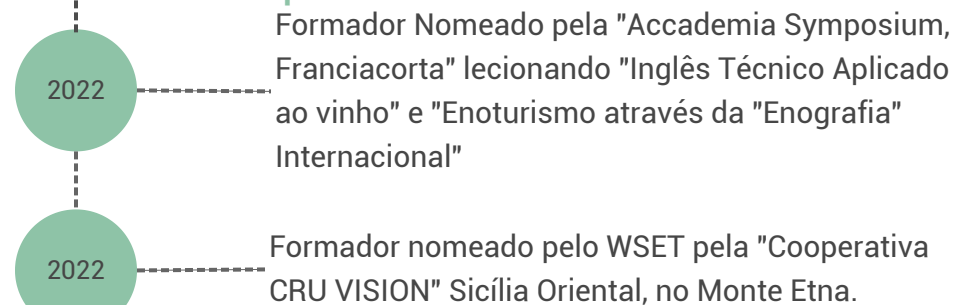 Formador Nomeado pela "Accademia Symposium,
Franciacorta" lecionando "Inglês Técnico Aplicado
ao vinho" e "Enoturismo através da "Enografia"
Internacional"
2022
Formador nomeado pelo WSET pela "Cooperativa
CRU VISION" Sicília Oriental, no Monte Etna.
2022